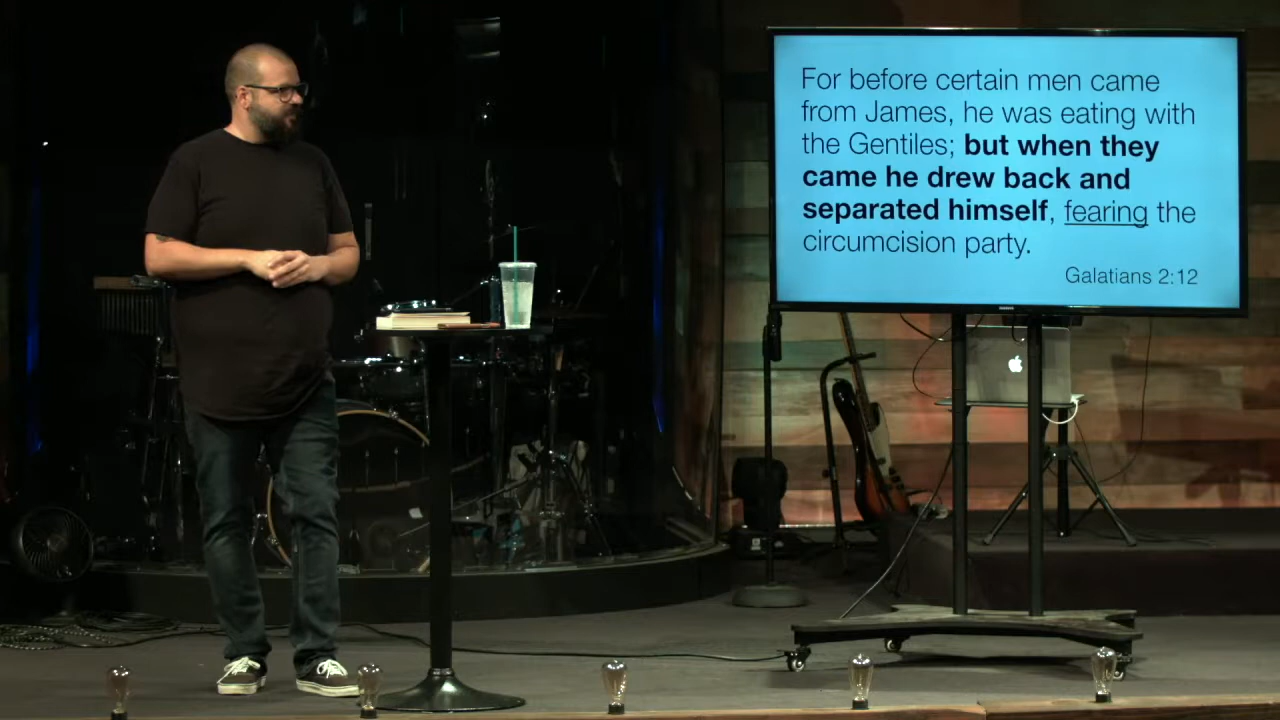 For before certain men came
from James, he was eating with
the Gentiles; but when they
came he drew back and
separated himself, fearing the
circumcision party.
Galatians 2:12